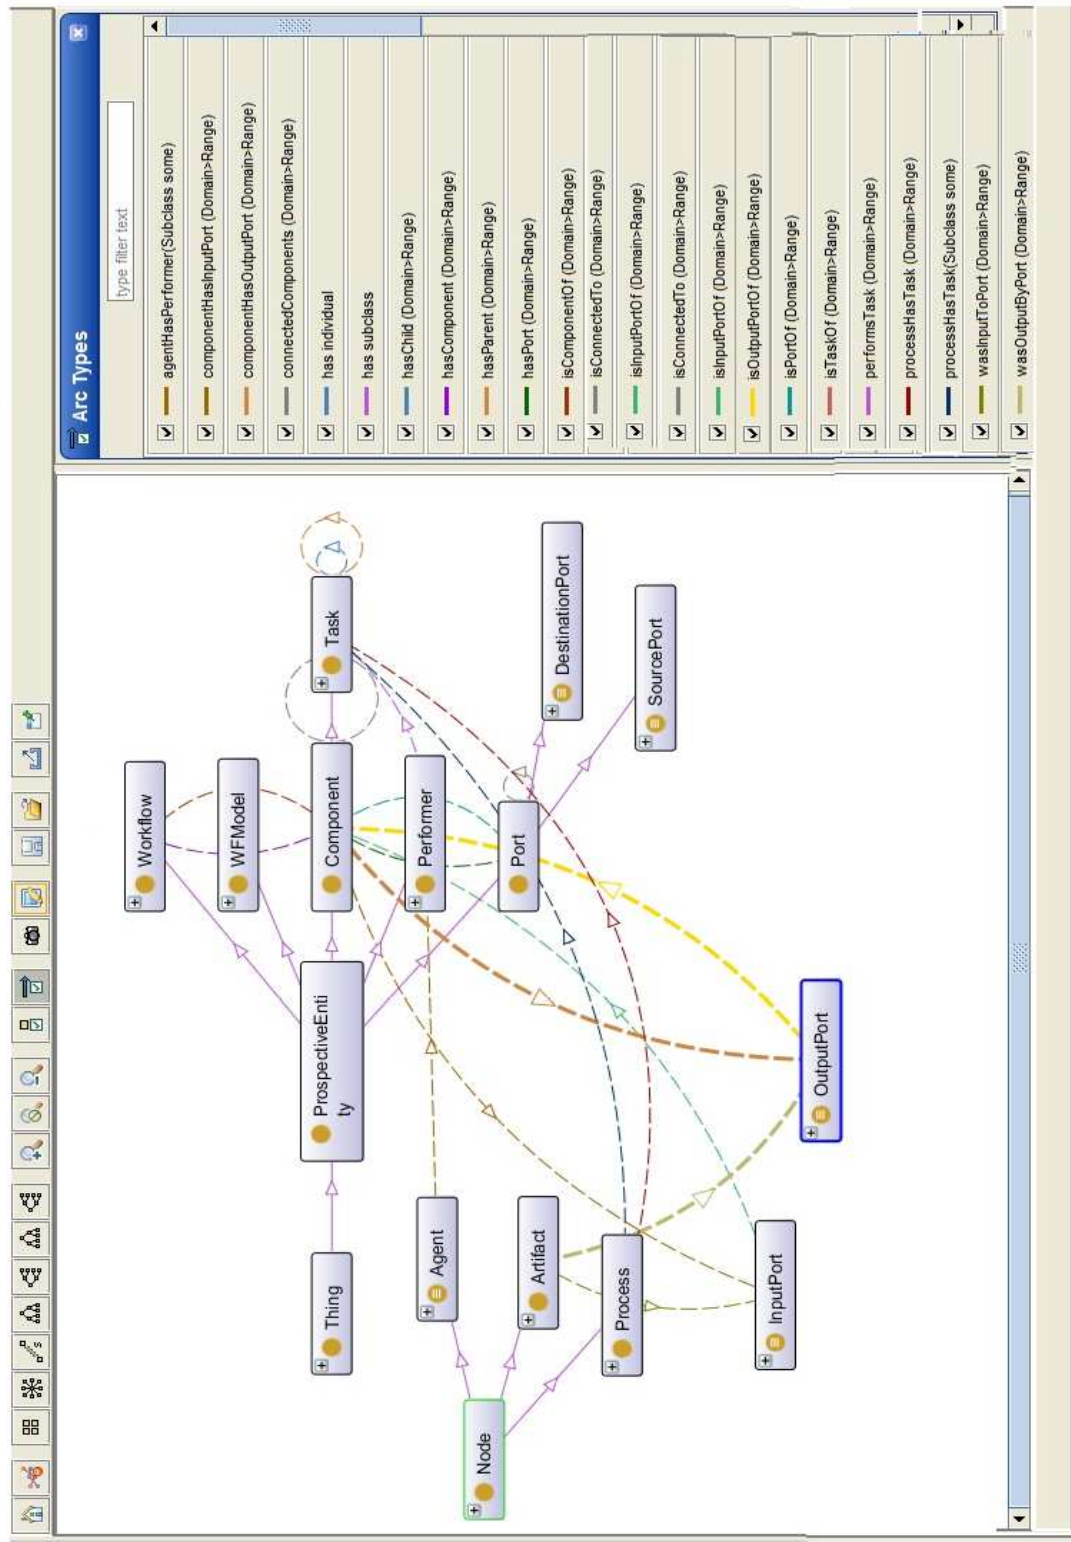 Arc Types
type filter text
agentHasPerformer(Subclass some)
componentHasInputPort (Domain>Range)
componentHasOutputPort (Domain>Range)
connectedComponents (Domain>Range)
has individual
has subclass
hasChild (Domain>Range)
hasComponent (Domain>Range)
hasParent (Domain>Range)
hasPort (Domain>Range)
isComponentOf (Domain>Range)
isConnectedTo (Domain>Range)
isInputPortOf (Domain>Range)
isConnectedTo (Domain>Range)
isInputPortOf (Domain>Range)
isOutputPortOf (Domain>Range)
isPortOf (Domain>Range)
isTaskOf (Domain>Range)
performsTask (Domain>Range)
processHasTask (Domain>Range)
processHasTask(Subclass some)
wasInputToPort (Domain>Range)
wasOutputByPort (Domain>Range)
Workflow
WFModel
Thing
ProspectiveEnti
ty
Component
Task
Agent
Performer
Node
Artifact
Port
DestinationPort
Process
SourcePort
InputPort
OutputPort